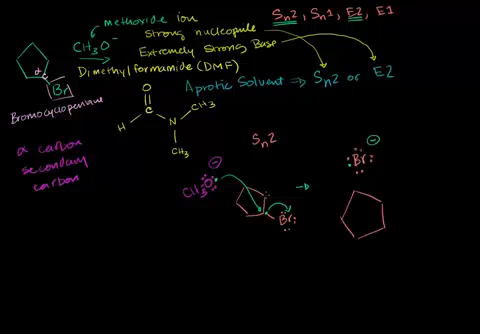 methoxide ion
Sn2, Sn1, E2, E1
CH3O-
Strong nucleopule
Extremely Strong Base
Dimethylformamide (DMF)
Aprotic Solvent ⇒ Sn2 or E2
α
C
Br
Bromocyclopentane
O
C
H
N
CH3
CH3
α carbon
secondary
carbon
Sn2
CH3O
-
Br
→
Br
-